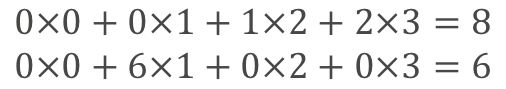 0×0 + 0×1 + 1×2 + 2×3 = 8
0×0 + 6×1 + 0×2 + 0×3 = 6